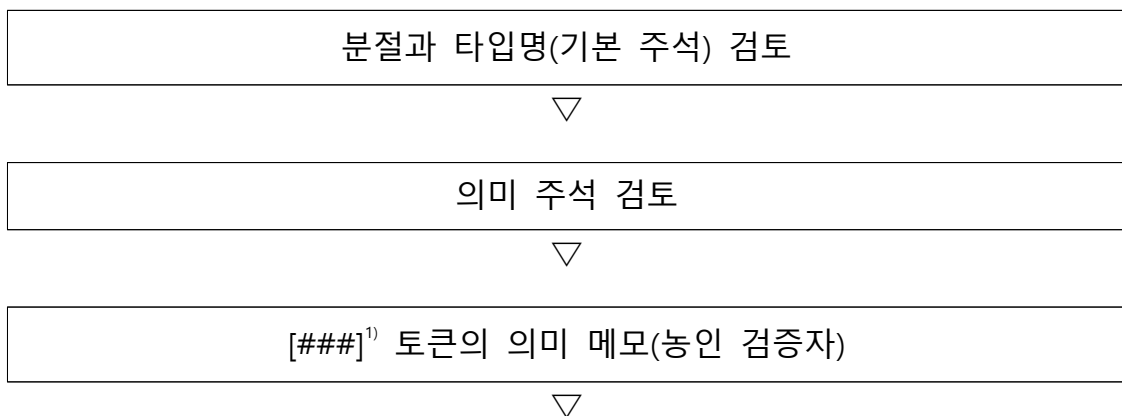 분절과 타입명(기본 주석) 검토
▽
의미 주석 검토
▽
[###]1) 토큰의 의미 메모(농인 검증자)
▽